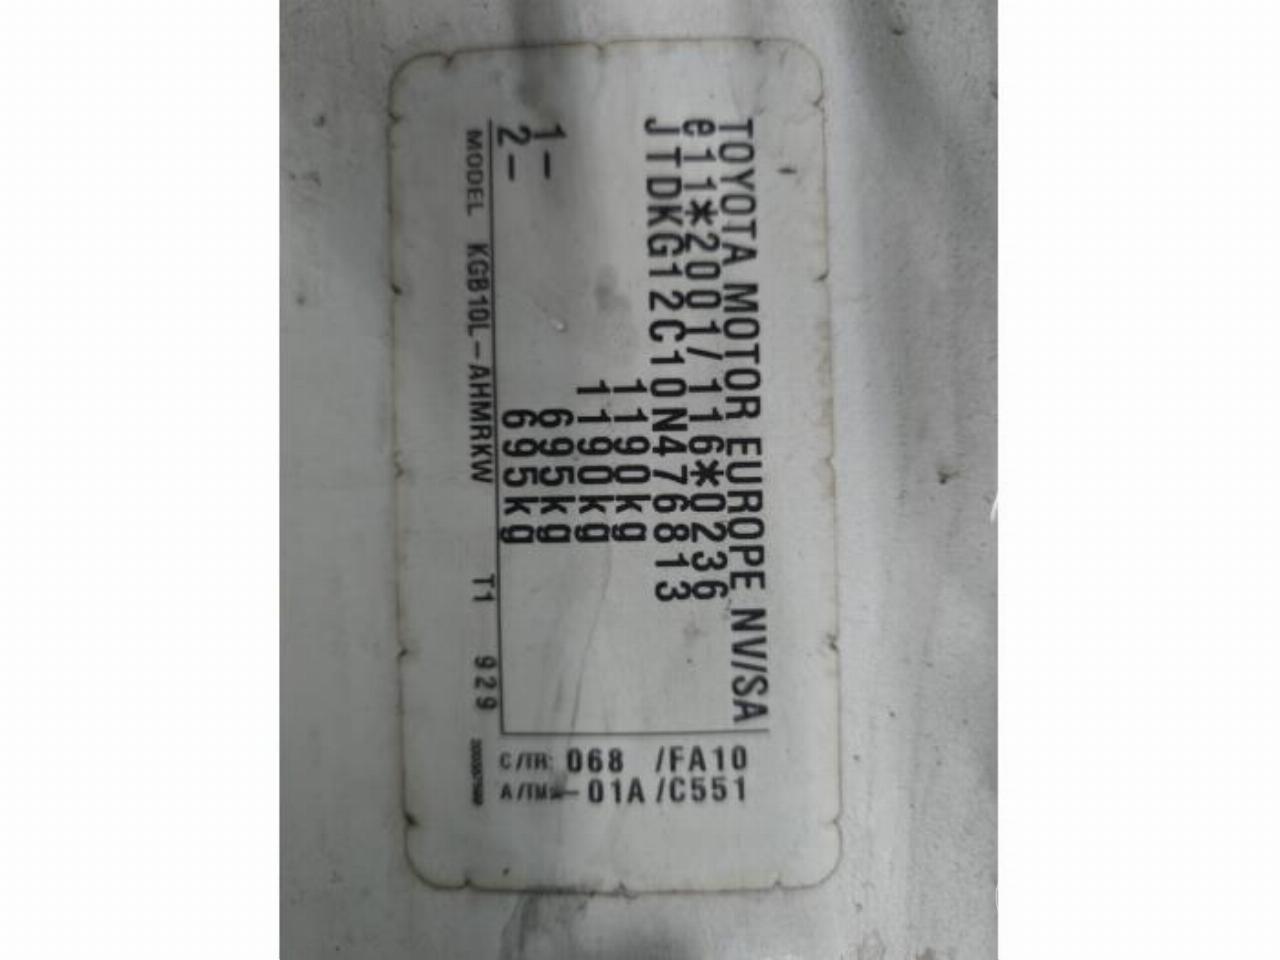 TOYOTA MOTOR EUROPE NV/SA
e11*2001/116*0236
JTDKG12C10N476813
1190kg
1190kg
1- 695kg
2- 695kg
MODEL KGB10L-AHMRKW T1 929
C/TR: 068 /FA10
A/TM -01A /C551